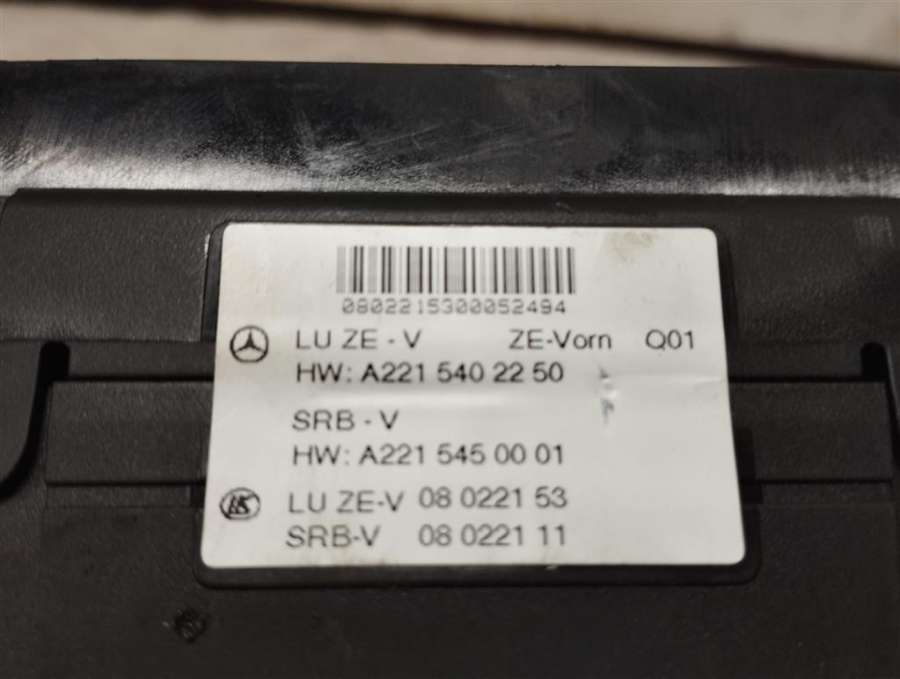 0802215300052494
LU ZE - V ZE-Vorn Q01
HW: A221 540 22 50
SRB - V
HW: A221 545 00 01
LU ZE-V 08 0221 53
SRB-V 08 0221 11